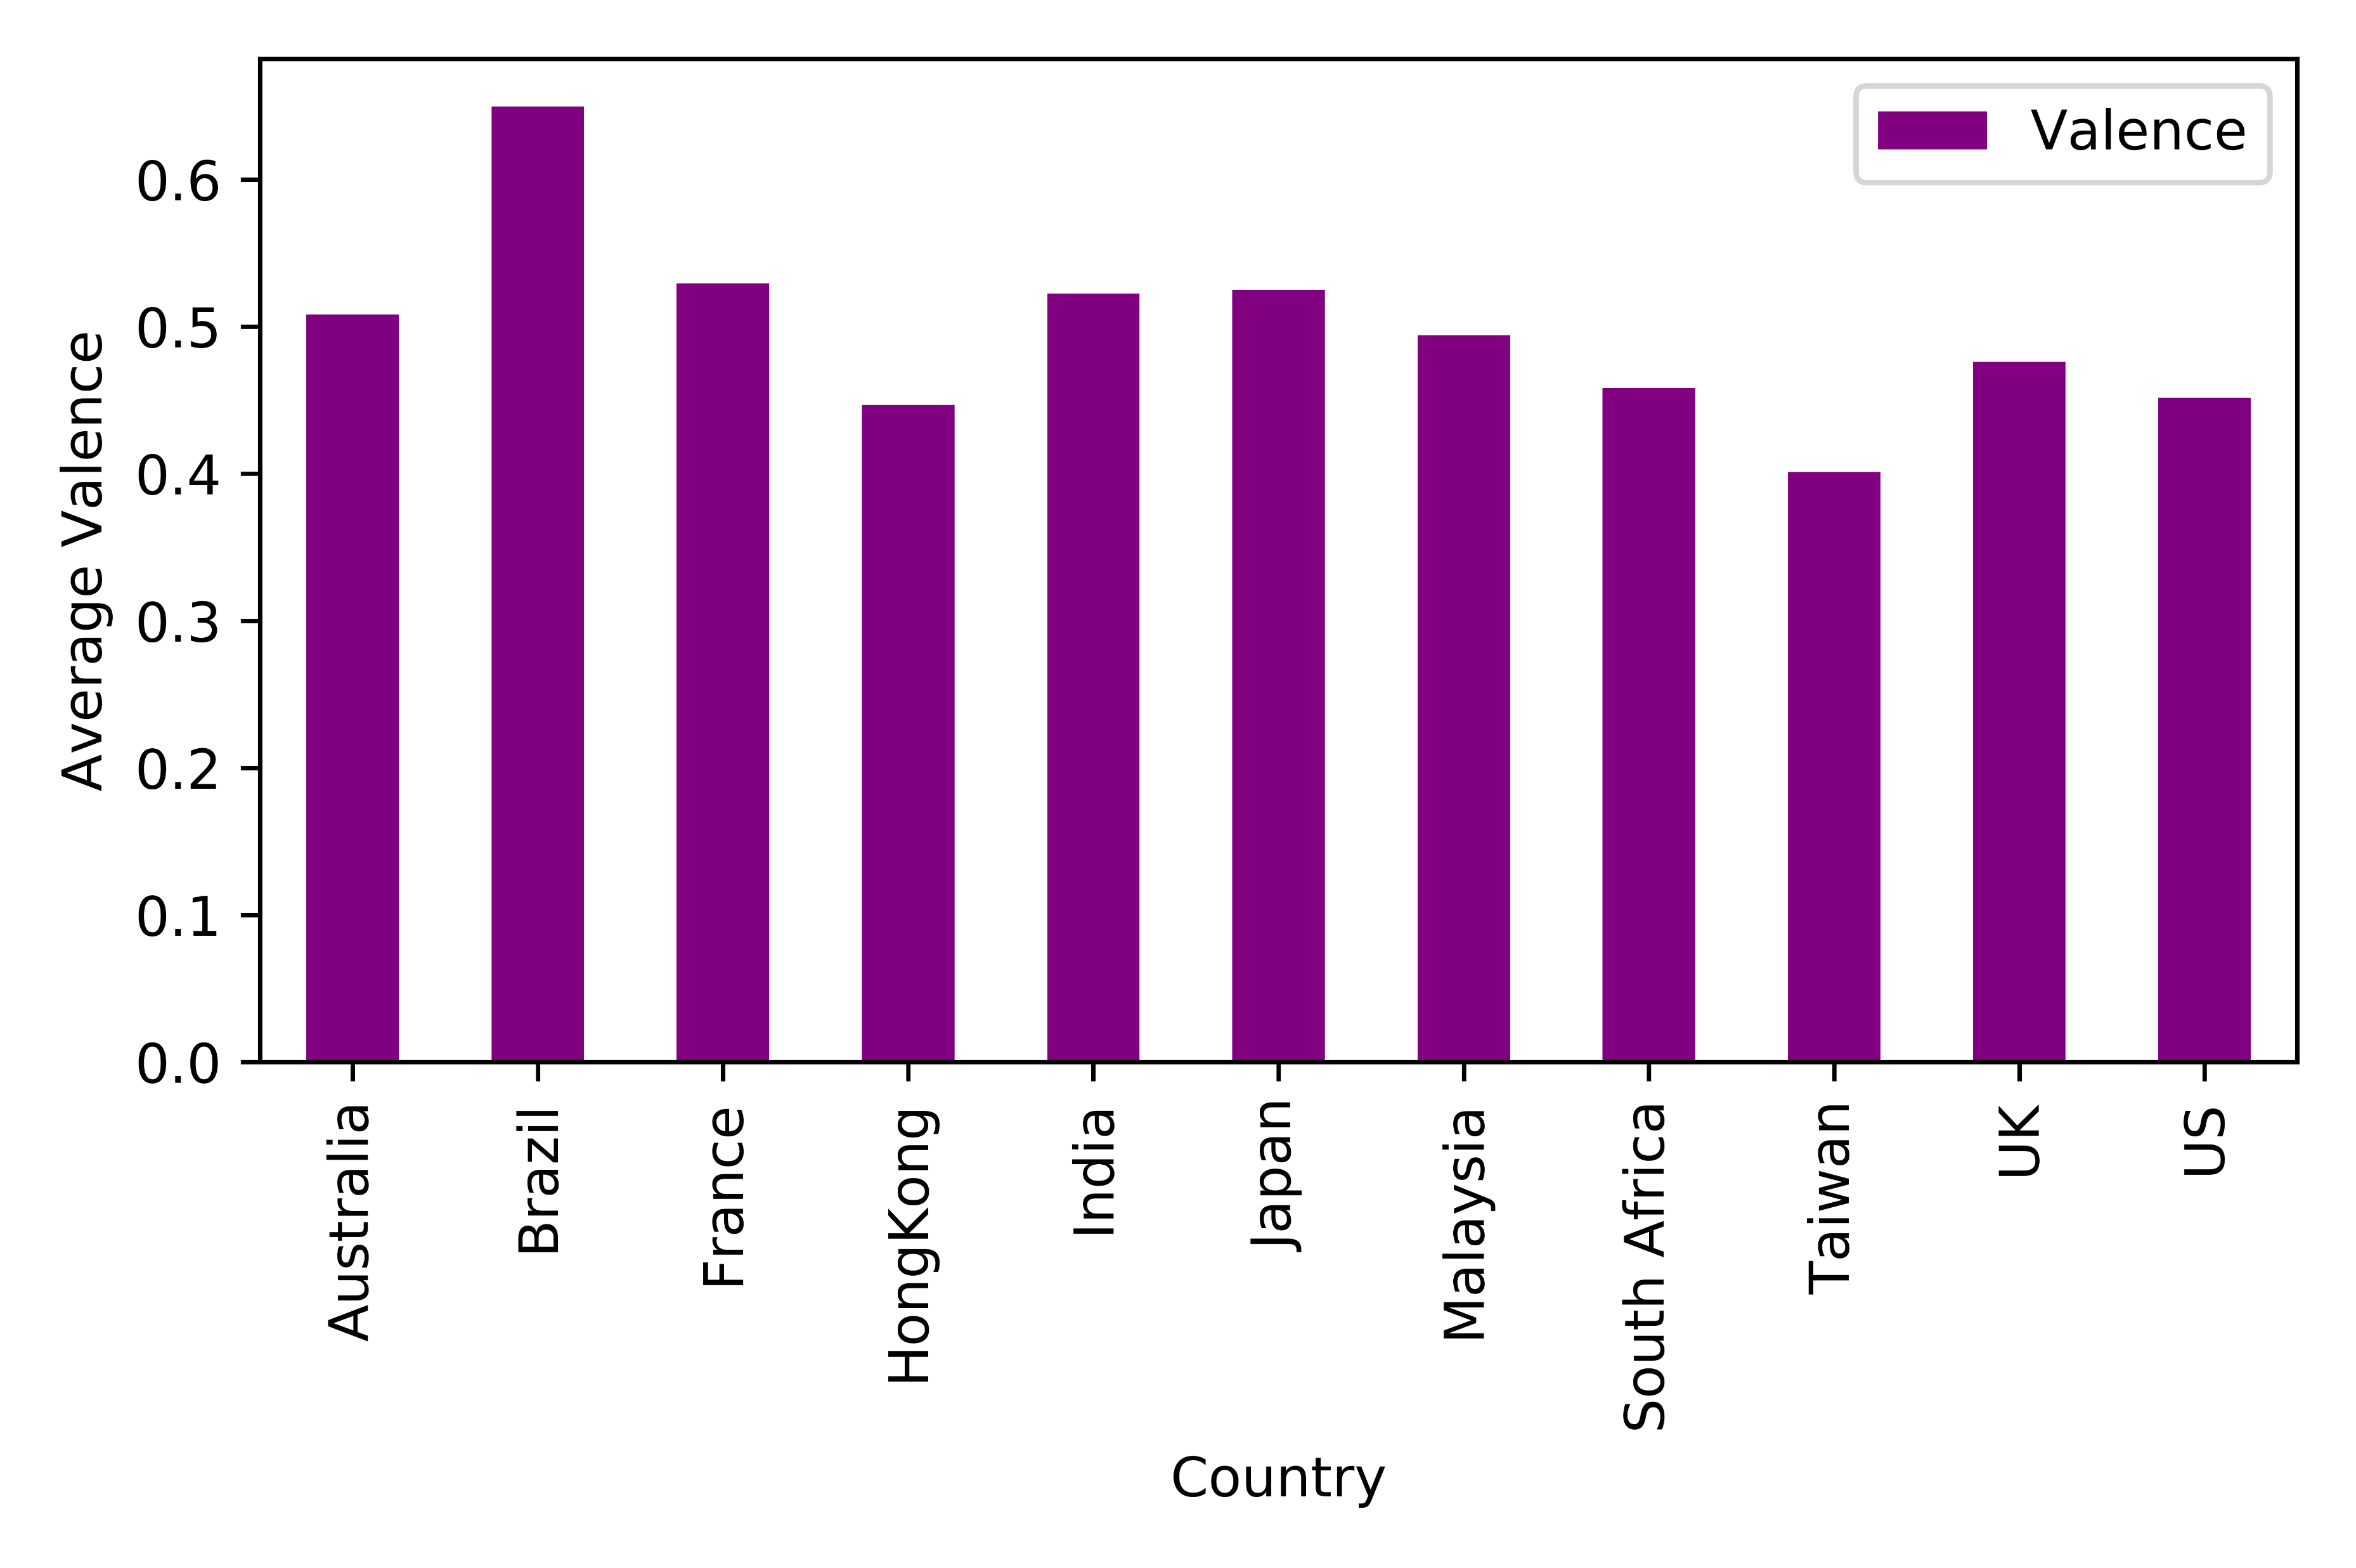 Valence
0.6
0.5
0.4
0.3
0.2
0.1
0.0
Average Valence
Australia
Brazil
France
HongKong
India
Japan
Malaysia
South Africa
Taiwan
UK
US
Country